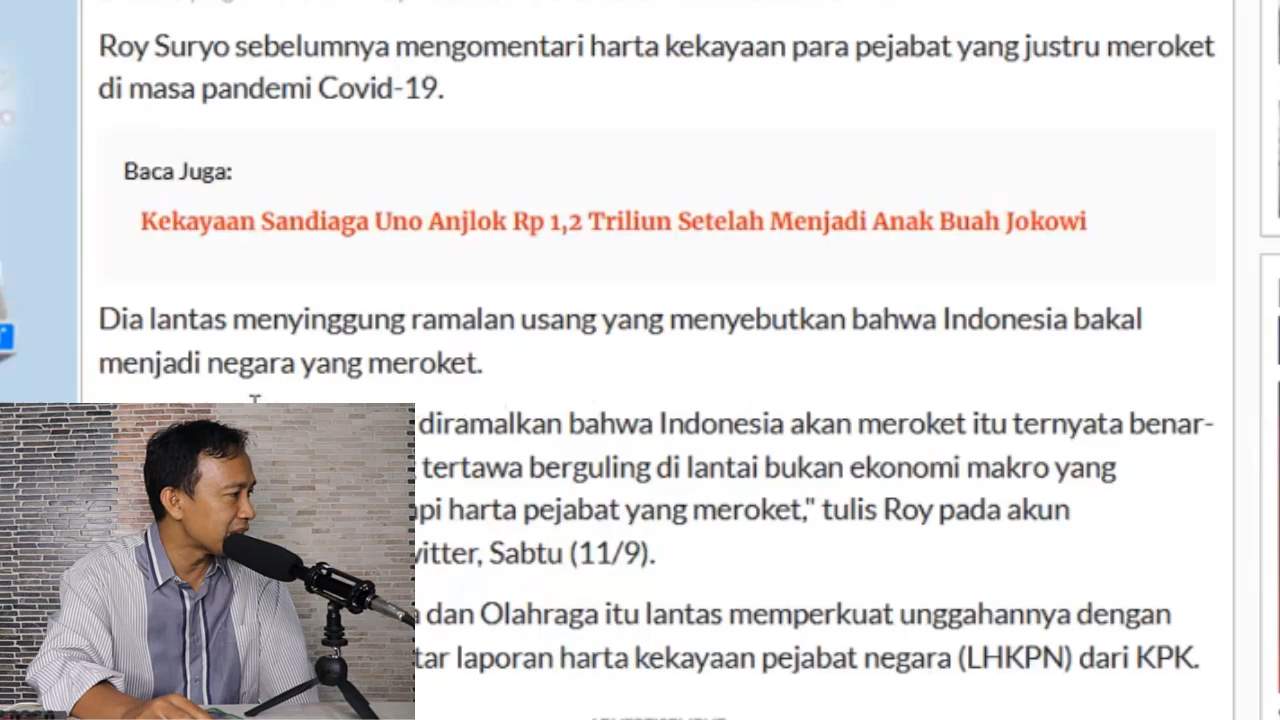 Roy Suryo sebelumnya mengomentari harta kekayaan para pejabat yang justru meroket
di masa pandemi Covid-19.
Baca Juga:
Kekayaan Sandiaga Uno Anjlok Rp 1,2 Triliun Setelah Menjadi Anak Buah Jokowi
Dia lantas menyinggung ramalan usang yang menyebutkan bahwa Indonesia bakal
menjadi negara yang meroket.
diramalkan bahwa Indonesia akan meroket itu ternyata benar-
tertawa berguling di lantai bukan ekonomi makro yang
harta pejabat yang meroket," tulis Roy pada akun
Sabtu (11/9).
dan Olahraga itu lantas memperkuat unggahannya dengan
laporan harta kekayaan pejabat negara (LHKPN) dari KPK.